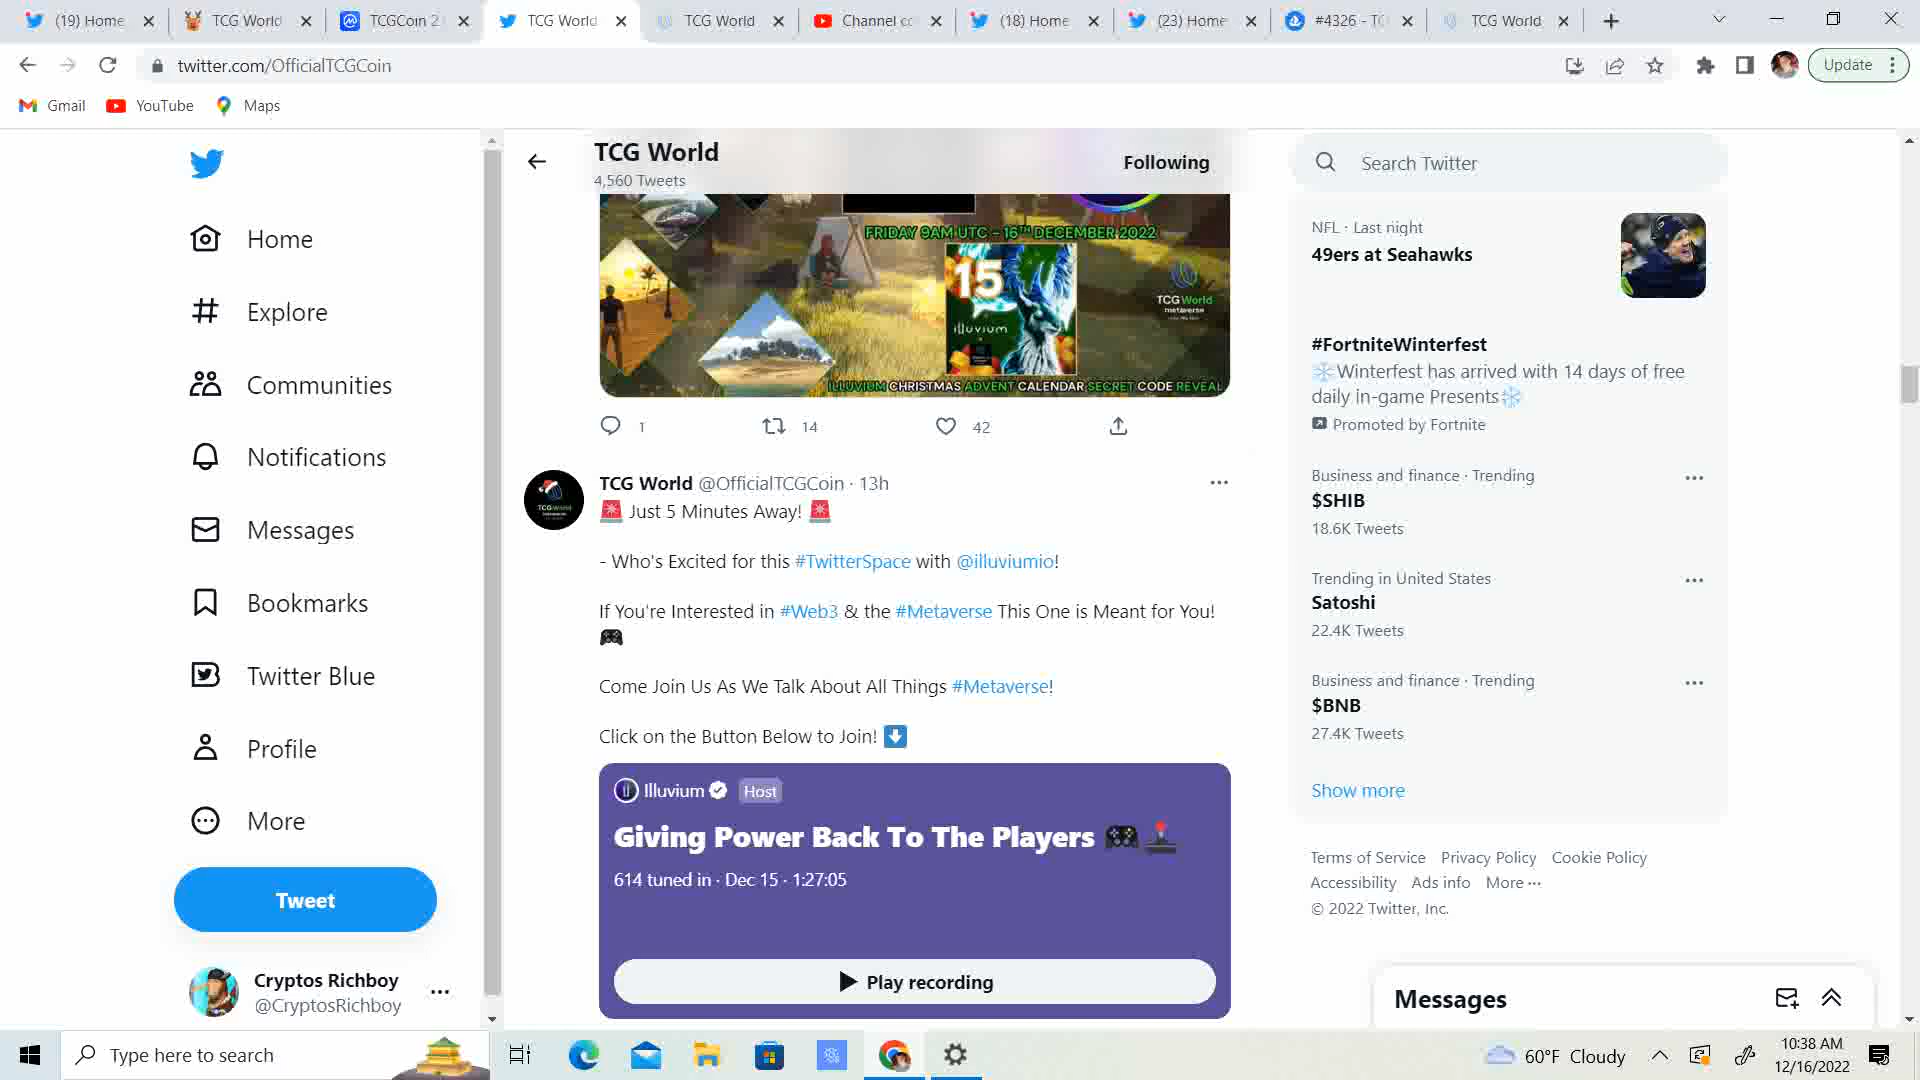 (19) Home
TCG World
TCGCoin 2
TCG World
TCG World
Channel co
(18) Home
(23) Home
#4326 - TC
TCG World
twitter.com/OfficialTCGCoin
Update
Gmail
YouTube
Maps
Home
Explore
Communities
Notifications
Messages
Bookmarks
Twitter Blue
Profile
More
Tweet
Cryptos Richboy
@CryptosRichboy
TCG World
4,560 Tweets
Following
FRIDAY 9AM UTC - 16TH DECEMBER 2022
15
illuvium
TCGWorld
metaverse
ILLUVIUM CHRISTMAS ADVENT CALENDAR SECRET CODE REVEAL
1
14
42
TCG World @OfficialTCGCoin · 13h
🚨 Just 5 Minutes Away! 🚨
- Who's Excited for this #TwitterSpace with @illuviumio!
If You're Interested in #Web3 & the #Metaverse This One is Meant for You!
🎮
Come Join Us As We Talk About All Things #Metaverse!
Click on the Button Below to Join! ⬇️
Illuvium Host
Giving Power Back To The Players 🎮🕹️
614 tuned in · Dec 15 · 1:27:05
Play recording
Search Twitter
NFL · Last night
49ers at Seahawks
#FortniteWinterfest
❄️Winterfest has arrived with 14 days of free
daily in-game Presents❄️
Promoted by Fortnite
Business and finance · Trending
$SHIB
18.6K Tweets
Trending in United States
Satoshi
22.4K Tweets
Business and finance · Trending
$BNB
27.4K Tweets
Show more
Terms of Service Privacy Policy Cookie Policy
Accessibility Ads info More ···
© 2022 Twitter, Inc.
Messages
Type here to search
60°F Cloudy
10:38 AM
12/16/2022